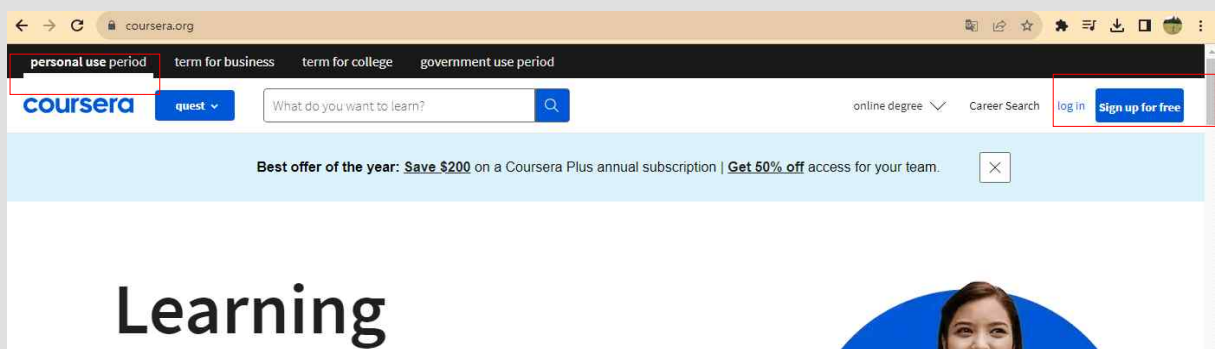 coursera.org
personal use period term for business term for college government use period
coursera quest What do you want to learn? online degree Career Search log in Sign up for free
Best offer of the year: Save $200 on a Coursera Plus annual subscription | Get 50% off access for your team.
Learning